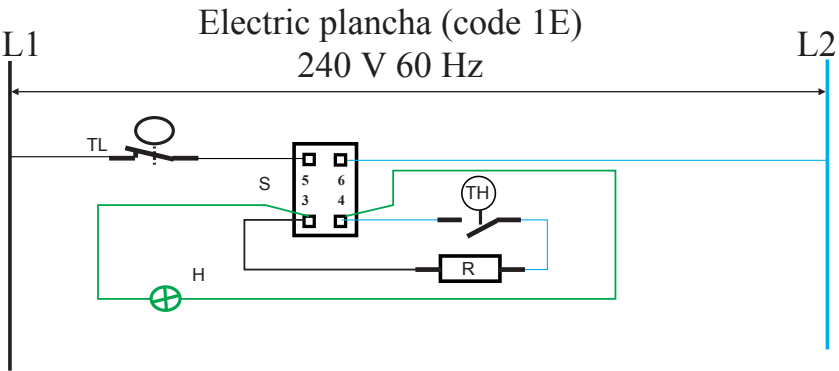 Electric plancha (code 1E)
L1
L2
240 V 60 Hz
TL
S
5 6
3 4
TH
R
H